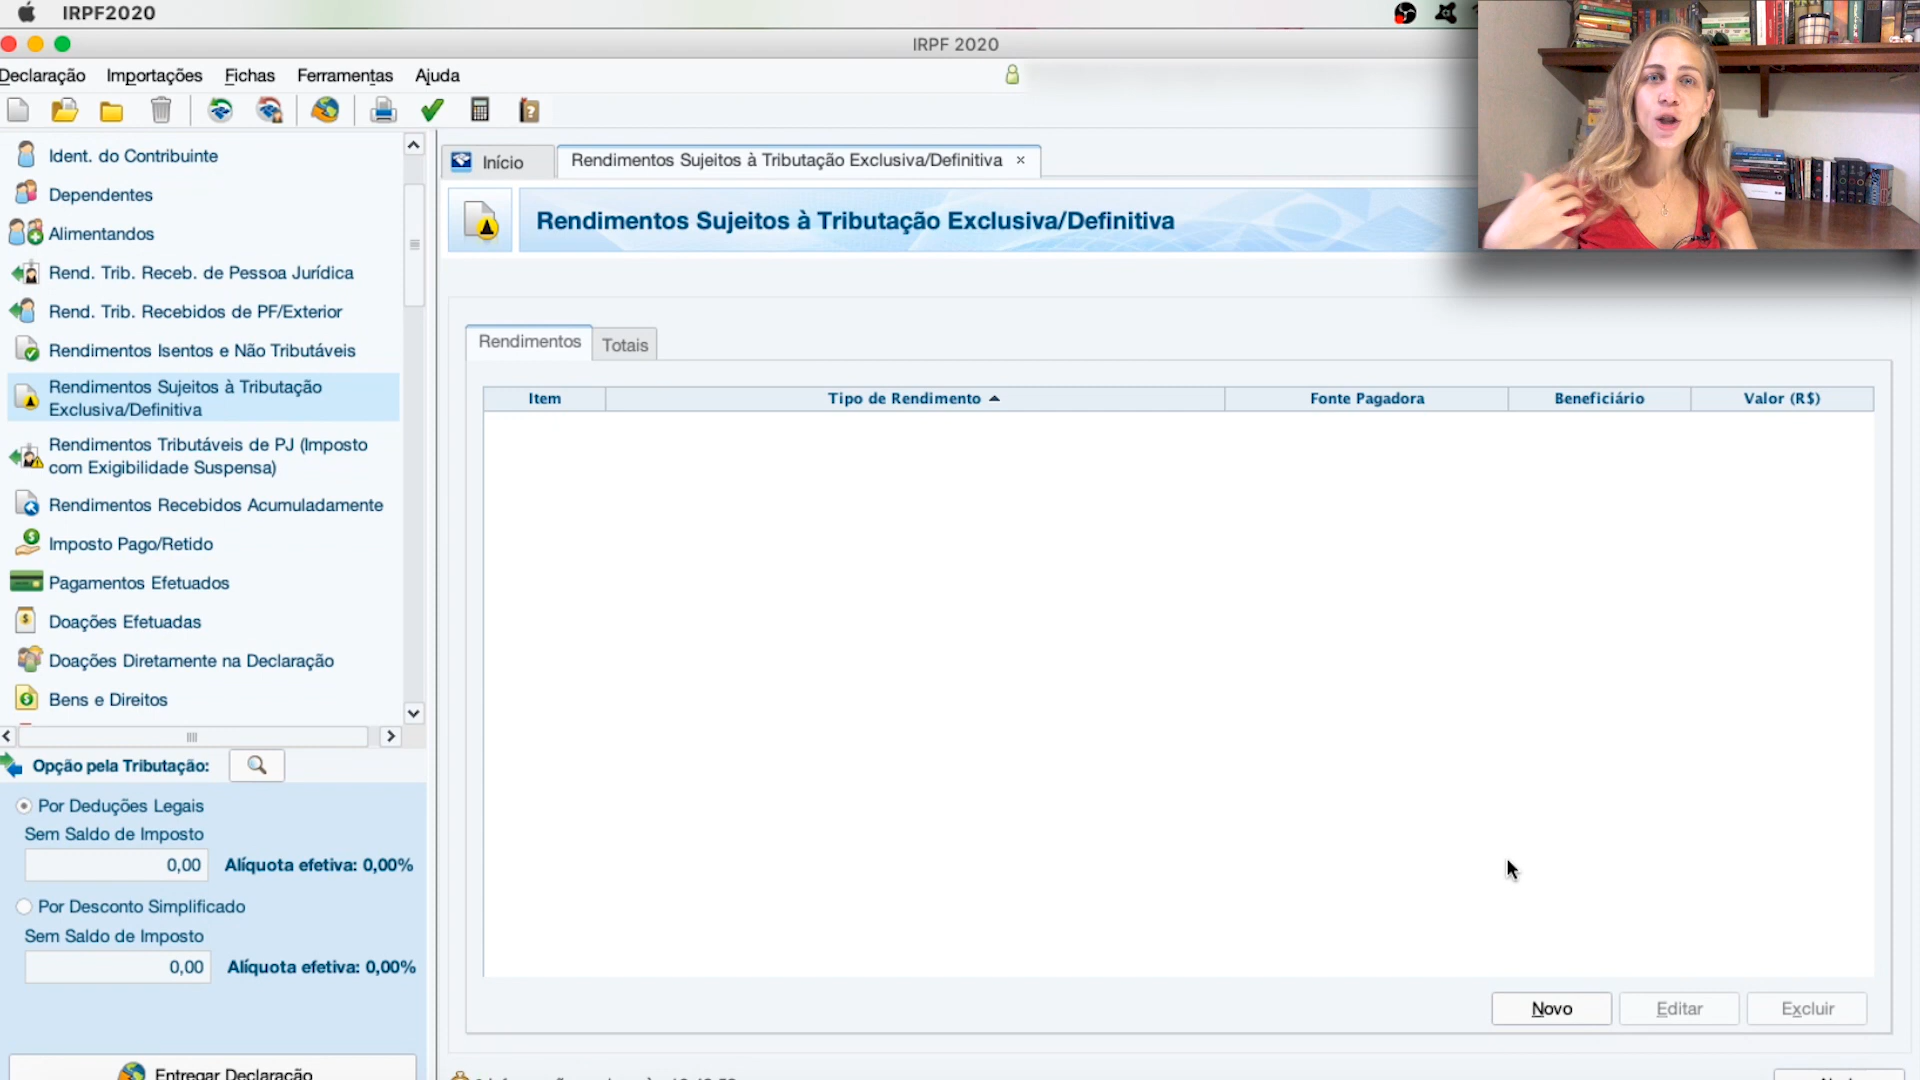 IRPF2020
IRPF 2020
Declaração Importações Fichas Ferramentas Ajuda
Ident. do Contribuinte
Dependentes
Alimentandos
Rend. Trib. Receb. de Pessoa Jurídica
Rend. Trib. Recebidos de PF/Exterior
Rendimentos Isentos e Não Tributáveis
Rendimentos Sujeitos à Tributação
Exclusiva/Definitiva
Rendimentos Tributáveis de PJ (Imposto
com Exigibilidade Suspensa)
Rendimentos Recebidos Acumuladamente
Imposto Pago/Retido
Pagamentos Efetuados
Doações Efetuadas
Doações Diretamente na Declaração
Bens e Direitos
Opção pela Tributação:
Por Deduções Legais
Sem Saldo de Imposto
0,00 Alíquota efetiva: 0,00%
Por Desconto Simplificado
Sem Saldo de Imposto
0,00 Alíquota efetiva: 0,00%
Entregar Declaração
Início Rendimentos Sujeitos à Tributação Exclusiva/Definitiva ×
Rendimentos Sujeitos à Tributação Exclusiva/Definitiva
Rendimentos Totais
Item Tipo de Rendimento Fonte Pagadora Beneficiário Valor (R$)
Novo Editar Excluir